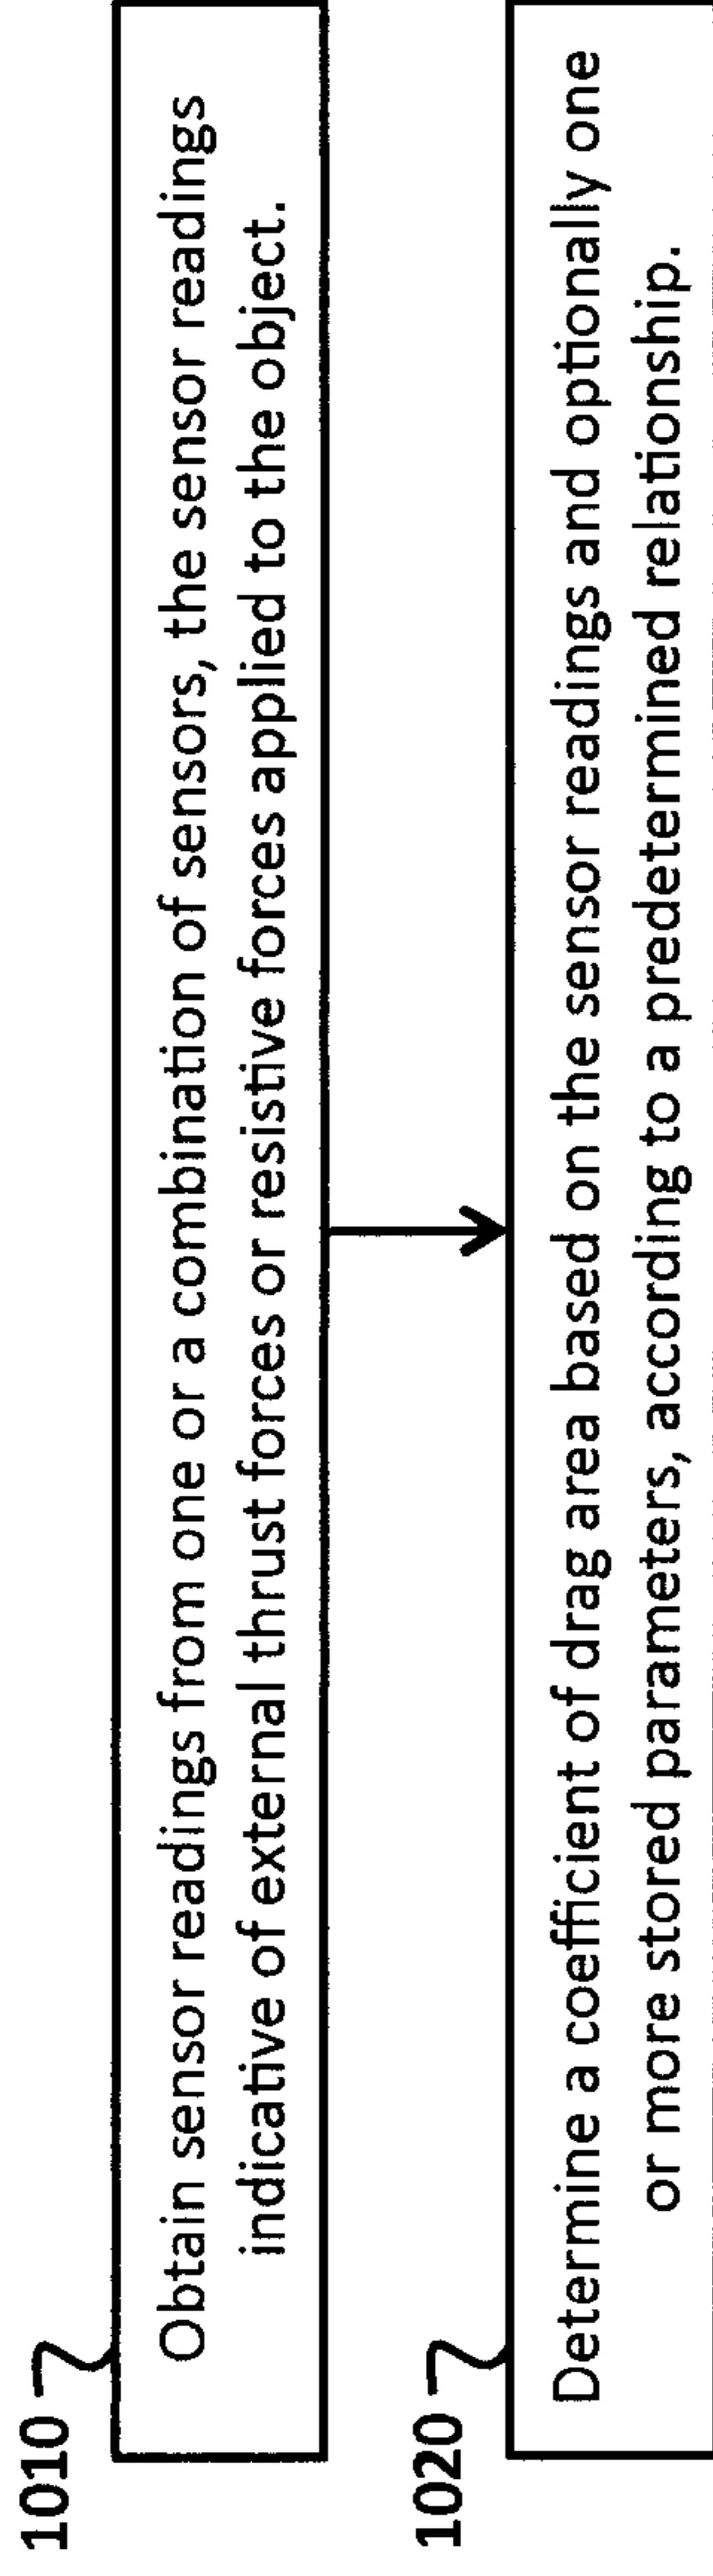 1010
Obtain sensor readings from one or a combination of sensors, the sensor readings
indicative of external thrust forces or resistive forces applied to the object.
1020
Determine a coefficient of drag area based on the sensor readings and optionally one
or more stored parameters, according to a predetermined relationship.